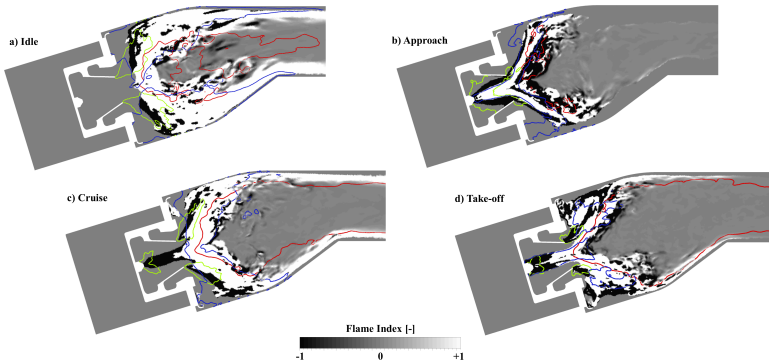 a) Idle
b) Approach
c) Cruise
d) Take-off
Flame Index [-]
-1 0 +1